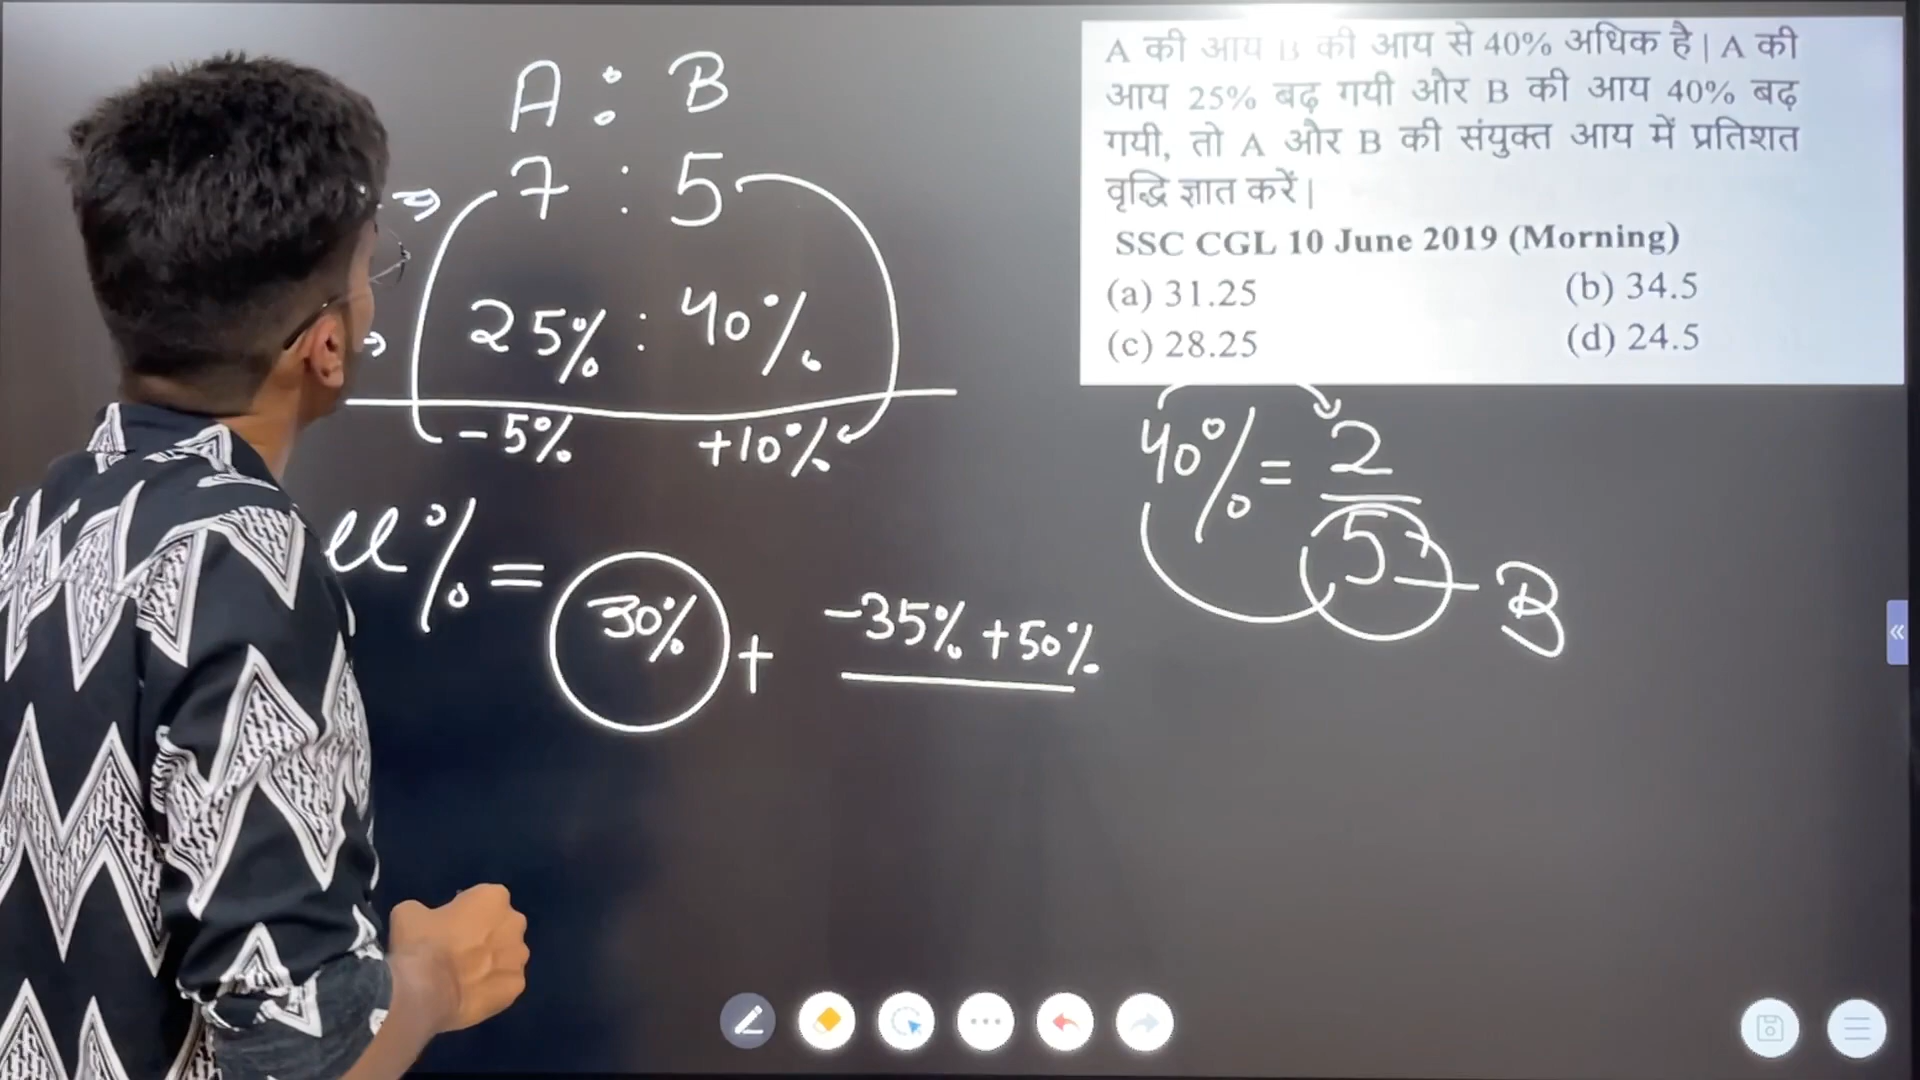 A : B
7 : 5
25% : 40%
-5% +10%
= 30% + -35% +50%
A की आय B की आय से 40% अधिक है | A की
आय 25% बढ़ गयी और B की आय 40% बढ़
गयी, तो A और B की संयुक्त आय में प्रतिशत
वृद्धि ज्ञात करें |
SSC CGL 10 June 2019 (Morning)
(a) 31.25 (b) 34.5
(c) 28.25 (d) 24.5
40% = 2
5 B